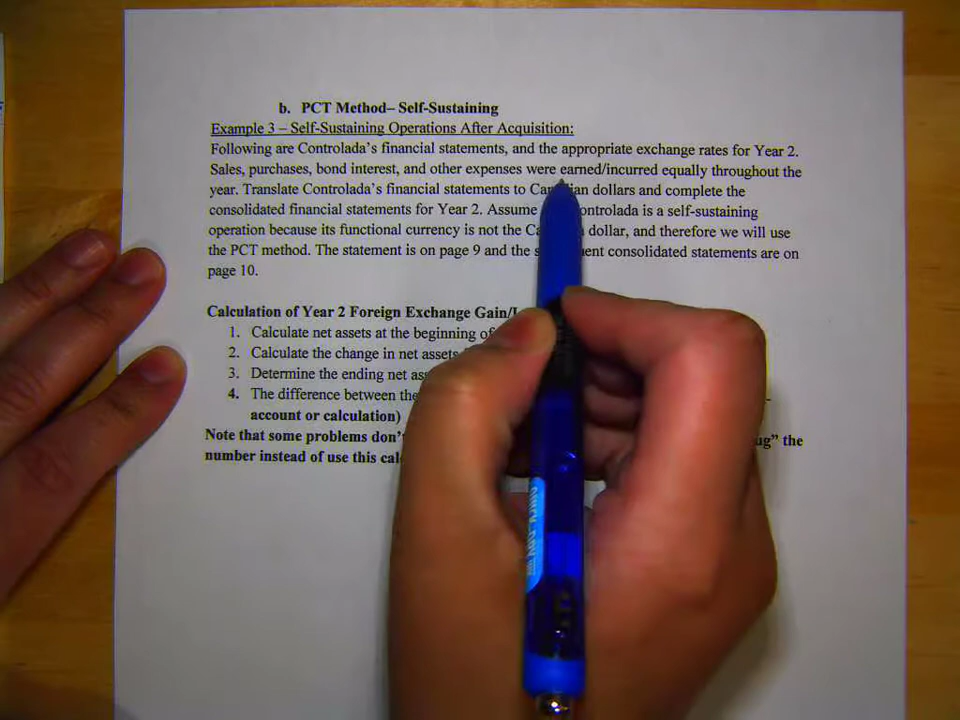 b. PCT Method– Self-Sustaining
Example 3 – Self-Sustaining Operations After Acquisition:
Following are Controlada's financial statements, and the appropriate exchange rates for Year 2.
Sales, purchases, bond interest, and other expenses were earned/incurred equally throughout the
year. Translate Controlada's financial statements to Canadian dollars and complete the
consolidated financial statements for Year 2. Assume ontrolada is a self-sustaining
operation because its functional currency is not the Ca dollar, and therefore we will use
the PCT method. The statement is on page 9 and the s ent consolidated statements are on
page 10.
Calculation of Year 2 Foreign Exchange Gain/L
1. Calculate net assets at the beginning of
2. Calculate the change in net assets
3. Determine the ending net ass
4. The difference between the
account or calculation)
Note that some problems don't ug" the
number instead of use this calc